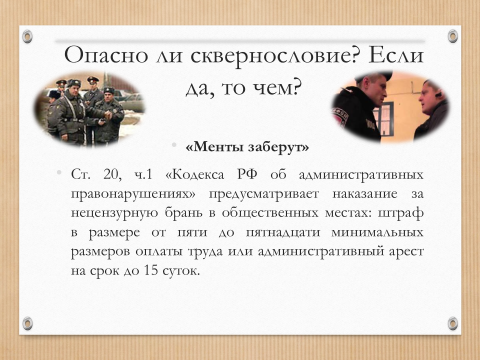 Опасно ли сквернословие? Если
да, то чем?
• «Менты заберут»
• Ст. 20, ч.1 «Кодекса РФ об административных
правонарушениях» предусматривает наказание за
нецензурную брань в общественных местах: штраф
в размере от пяти до пятнадцати минимальных
размеров оплаты труда или административный арест
на срок до 15 суток.